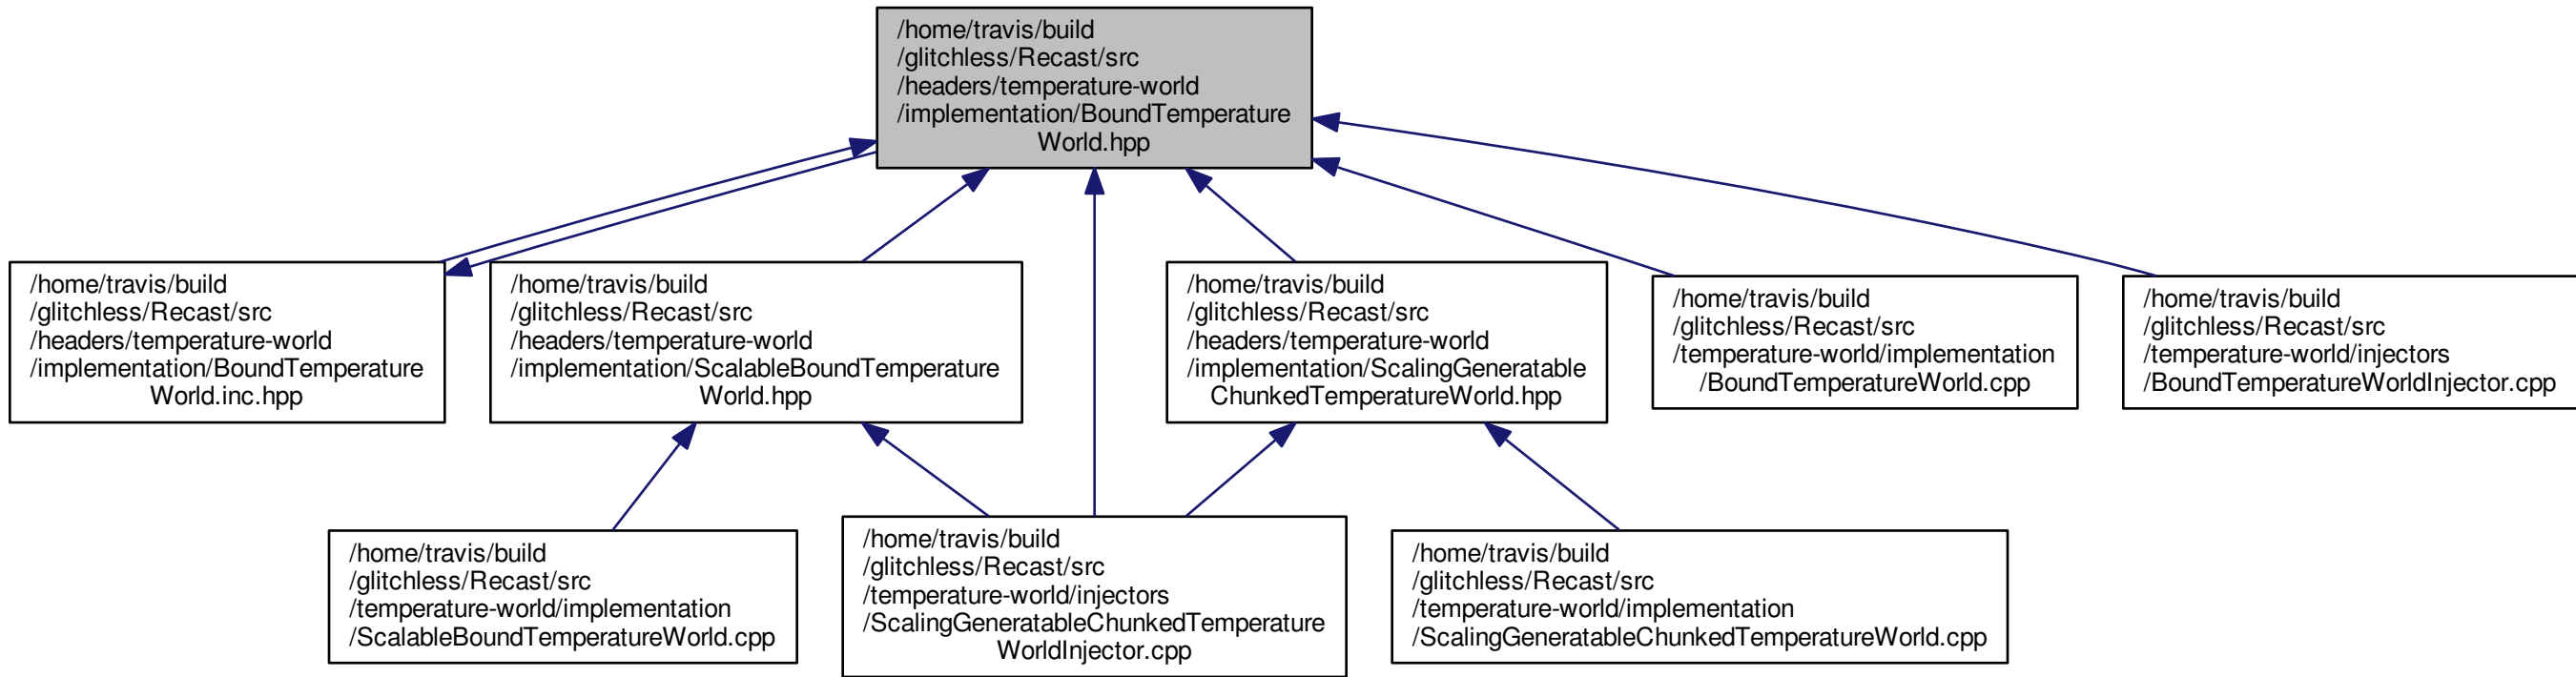 /home/travis/build
/glitchless/Recast/src
/headers/temperature-world
/implementation/BoundTemperature
World.hpp
/home/travis/build
/glitchless/Recast/src
/headers/temperature-world
/implementation/BoundTemperature
World.inc.hpp
/home/travis/build
/glitchless/Recast/src
/headers/temperature-world
/implementation/ScalableBoundTemperature
World.hpp
/home/travis/build
/glitchless/Recast/src
/headers/temperature-world
/implementation/ScalingGeneratable
ChunkedTemperatureWorld.hpp
/home/travis/build
/glitchless/Recast/src
/temperature-world/implementation
/BoundTemperatureWorld.cpp
/home/travis/build
/glitchless/Recast/src
/temperature-world/injectors
/BoundTemperatureWorldInjector.cpp
/home/travis/build
/glitchless/Recast/src
/temperature-world/implementation
/ScalableBoundTemperatureWorld.cpp
/home/travis/build
/glitchless/Recast/src
/temperature-world/injectors
/ScalingGeneratableChunkedTemperature
WorldInjector.cpp
/home/travis/build
/glitchless/Recast/src
/temperature-world/implementation
/ScalingGeneratableChunkedTemperatureWorld.cpp